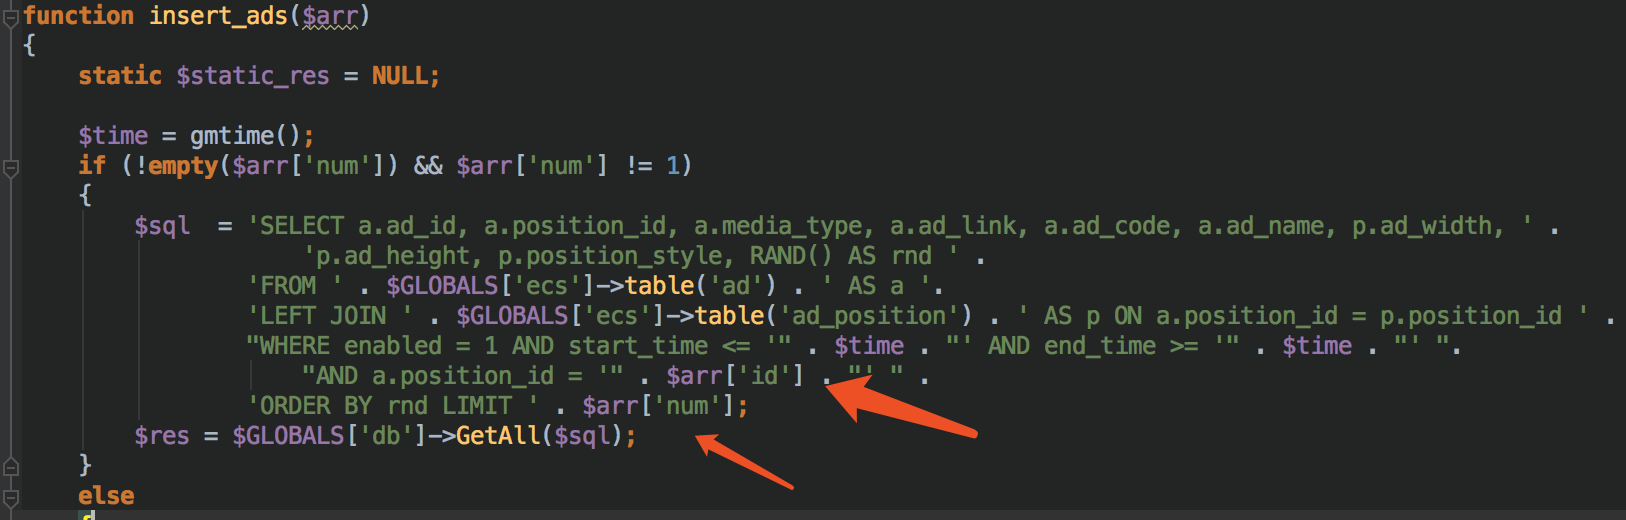 function insert_ads($arr)
{
static $static_res = NULL;
$time = gmtime();
if (!empty($arr['num']) && $arr['num'] != 1)
{
$sql  = 'SELECT a.ad_id, a.position_id, a.media_type, a.ad_link, a.ad_code, a.ad_name, p.ad_width, ' .
'p.ad_height, p.position_style, RAND() AS rnd ' .
'FROM ' . $GLOBALS['ecs']->table('ad') . ' AS a '.
'LEFT JOIN ' . $GLOBALS['ecs']->table('ad_position') . ' AS p ON a.position_id = p.position_id ' .
"WHERE enabled = 1 AND start_time <= '" . $time . "' AND end_time >= '" . $time . "' ".
"AND a.position_id = '" . $arr['id'] . "' " .
'ORDER BY rnd LIMIT ' . $arr['num'];
$res = $GLOBALS['db']->GetAll($sql);
}
else
{